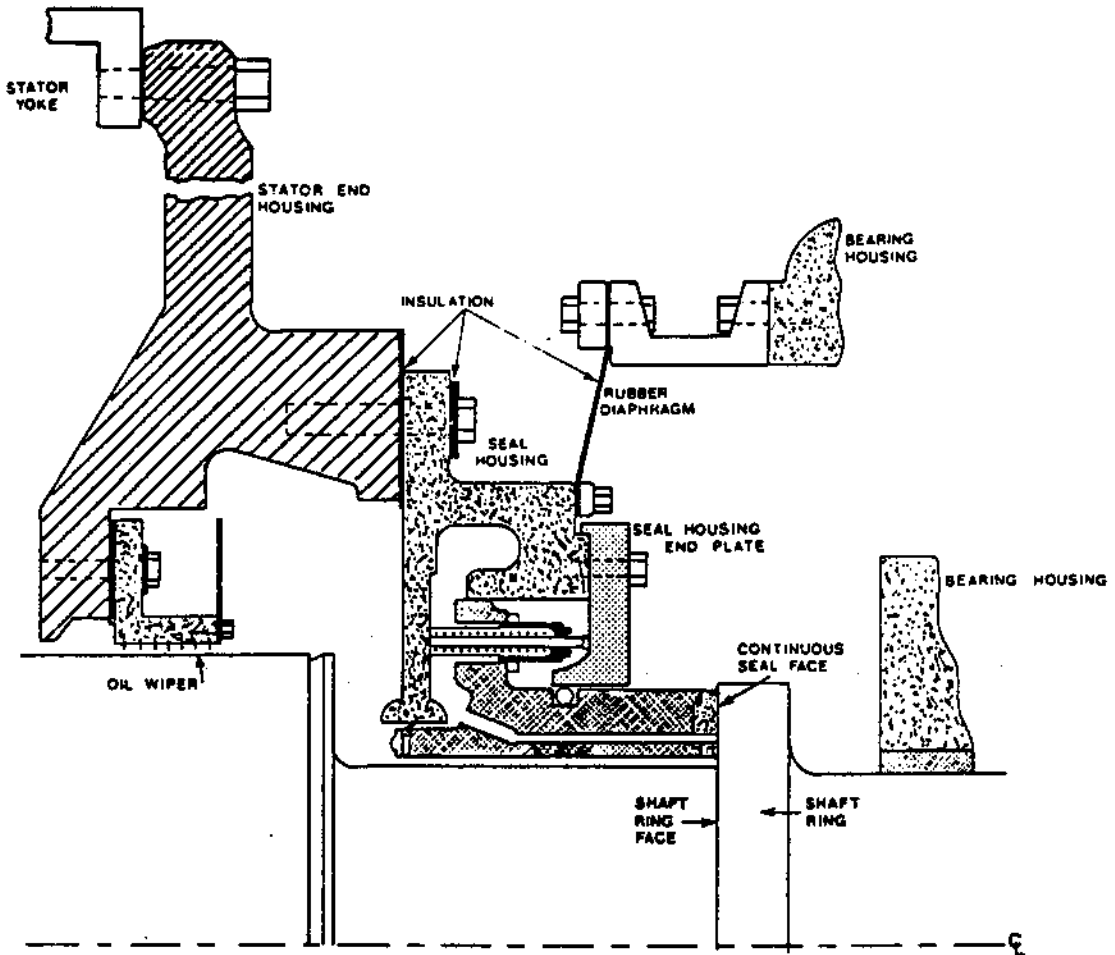 STATOR
YOKE
STATOR END
HOUSING
BEARING
HOUSING
INSULATION
RUBBER
DIAPHRAGM
SEAL
HOUSING
SEAL HOUSING
END PLATE
BEARING HOUSING
CONTINUOUS
SEAL FACE
OIL WIPER
SHAFT
RING
FACE
SHAFT
RING
℄